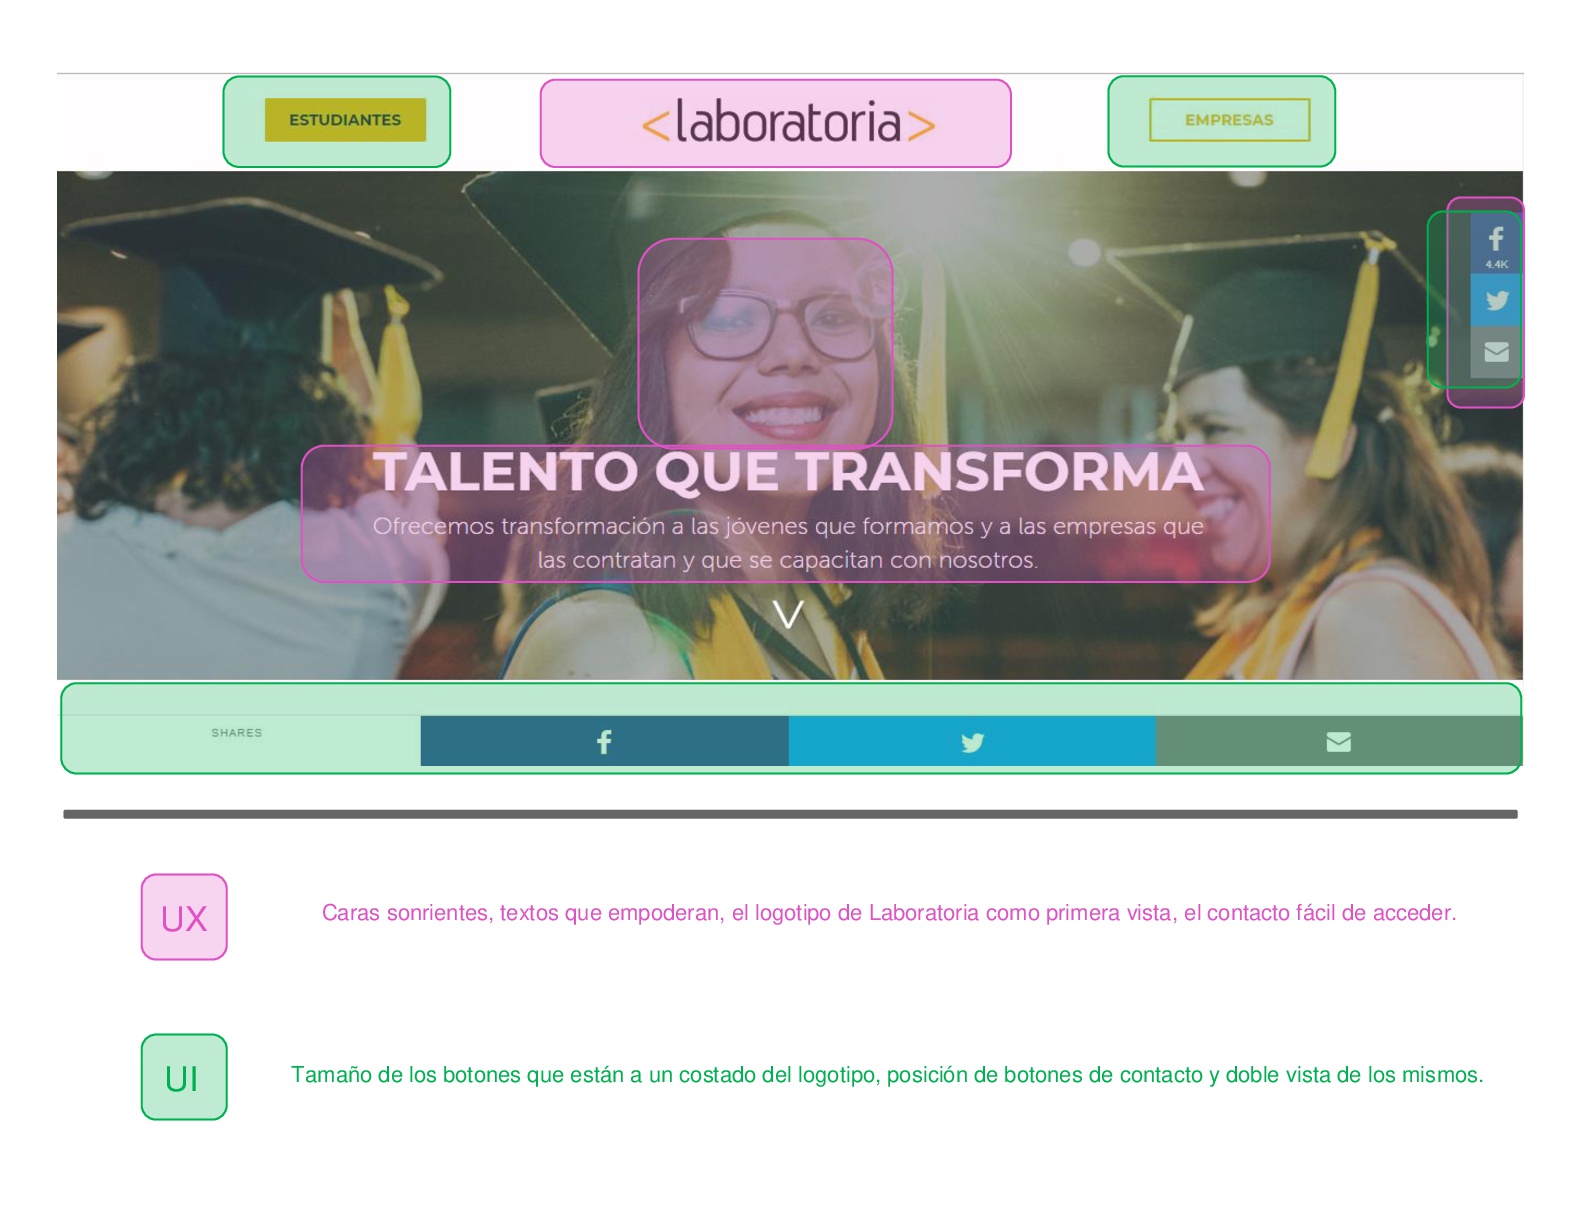 ESTUDIANTES
<laboratoria>
EMPRESAS
4.4K
TALENTO QUE TRANSFORMA
Ofrecemos transformación a las jóvenes que formamos y a las empresas que
las contratan y que se capacitan con nosotros.
SHARES
UX
Caras sonrientes, textos que empoderan, el logotipo de Laboratoria como primera vista, el contacto fácil de acceder.
UI
Tamaño de los botones que están a un costado del logotipo, posición de botones de contacto y doble vista de los mismos.